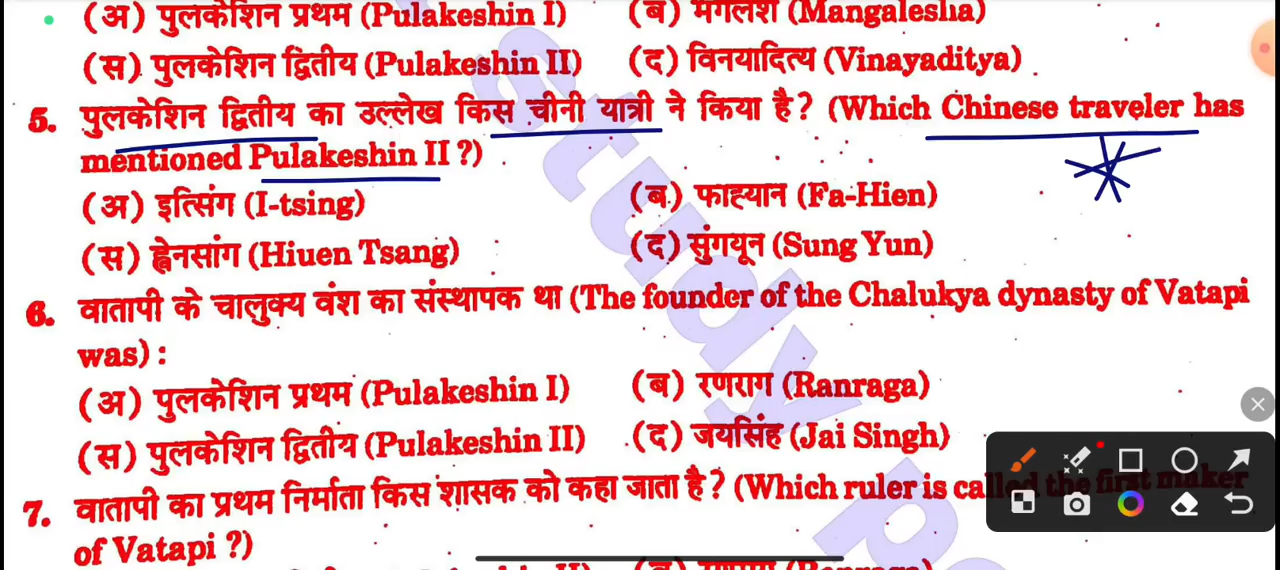 (अ) पुलकेशिन प्रथम (Pulakeshin I) (ब) मंगलेश (Mangalesha)
(स) पुलकेशिन द्वितीय (Pulakeshin II) (द) विनयादित्य (Vinayaditya)
5. पुलकेशिन द्वितीय का उल्लेख किस चीनी यात्री ने किया है? (Which Chinese traveler has
mentioned Pulakeshin II ?)
(अ) इत्सिंग (I-tsing) (ब) फाह्यान (Fa-Hien)
(स) ह्वेनसांग (Hiuen Tsang) (द) सुंगयून (Sung Yun)
6. वातापी के चालुक्य वंश का संस्थापक था (The founder of the Chalukya dynasty of Vatapi
was) :
(अ) पुलकेशिन प्रथम (Pulakeshin I) (ब) रणराग (Ranraga)
(स) पुलकेशिन द्वितीय (Pulakeshin II) (द) जयसिंह (Jai Singh)
7. वातापी का प्रथम निर्माता किस शासक को कहा जाता है? (Which ruler is called the first maker
of Vatapi ?)
study